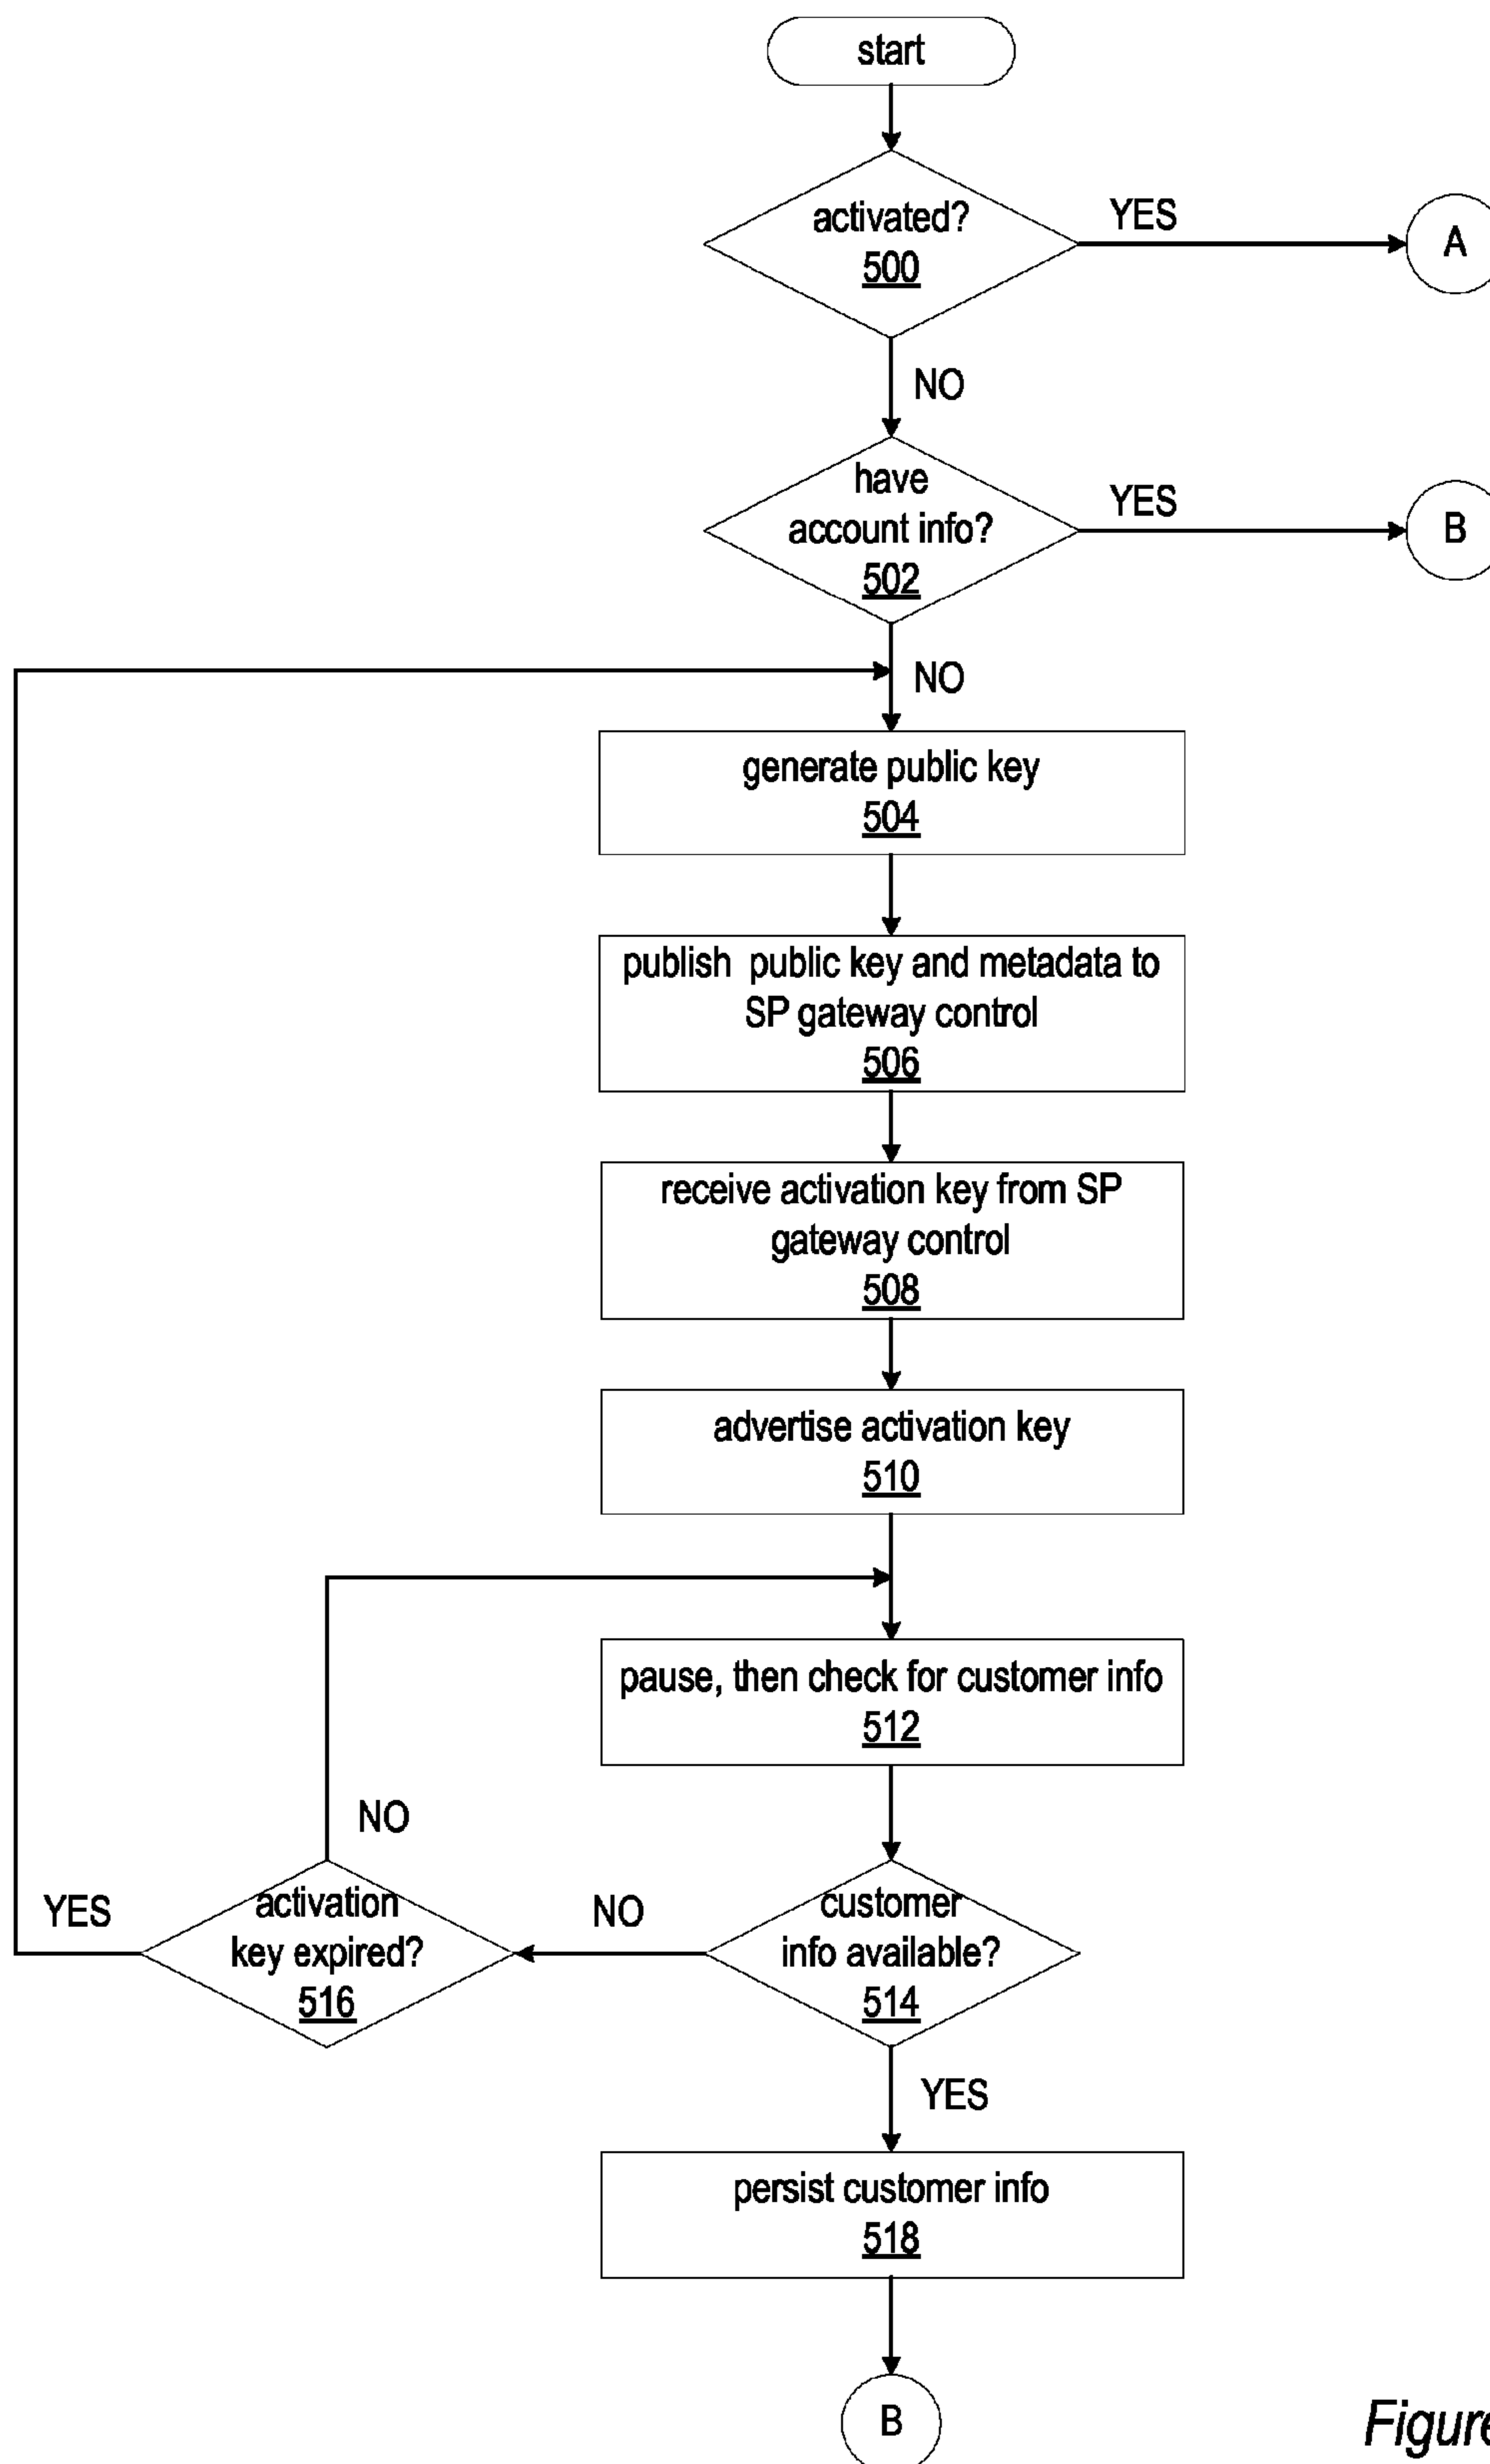 start
activated?
500
YES
A
NO
have
account info?
502
YES
B
NO
generate public key
504
publish public key and metadata to
SP gateway control
506
receive activation key from SP
gateway control
508
advertise activation key
510
pause, then check for customer info
512
NO
YES
activation
key expired?
516
NO
customer
info available?
514
YES
persist customer info
518
B
Figure